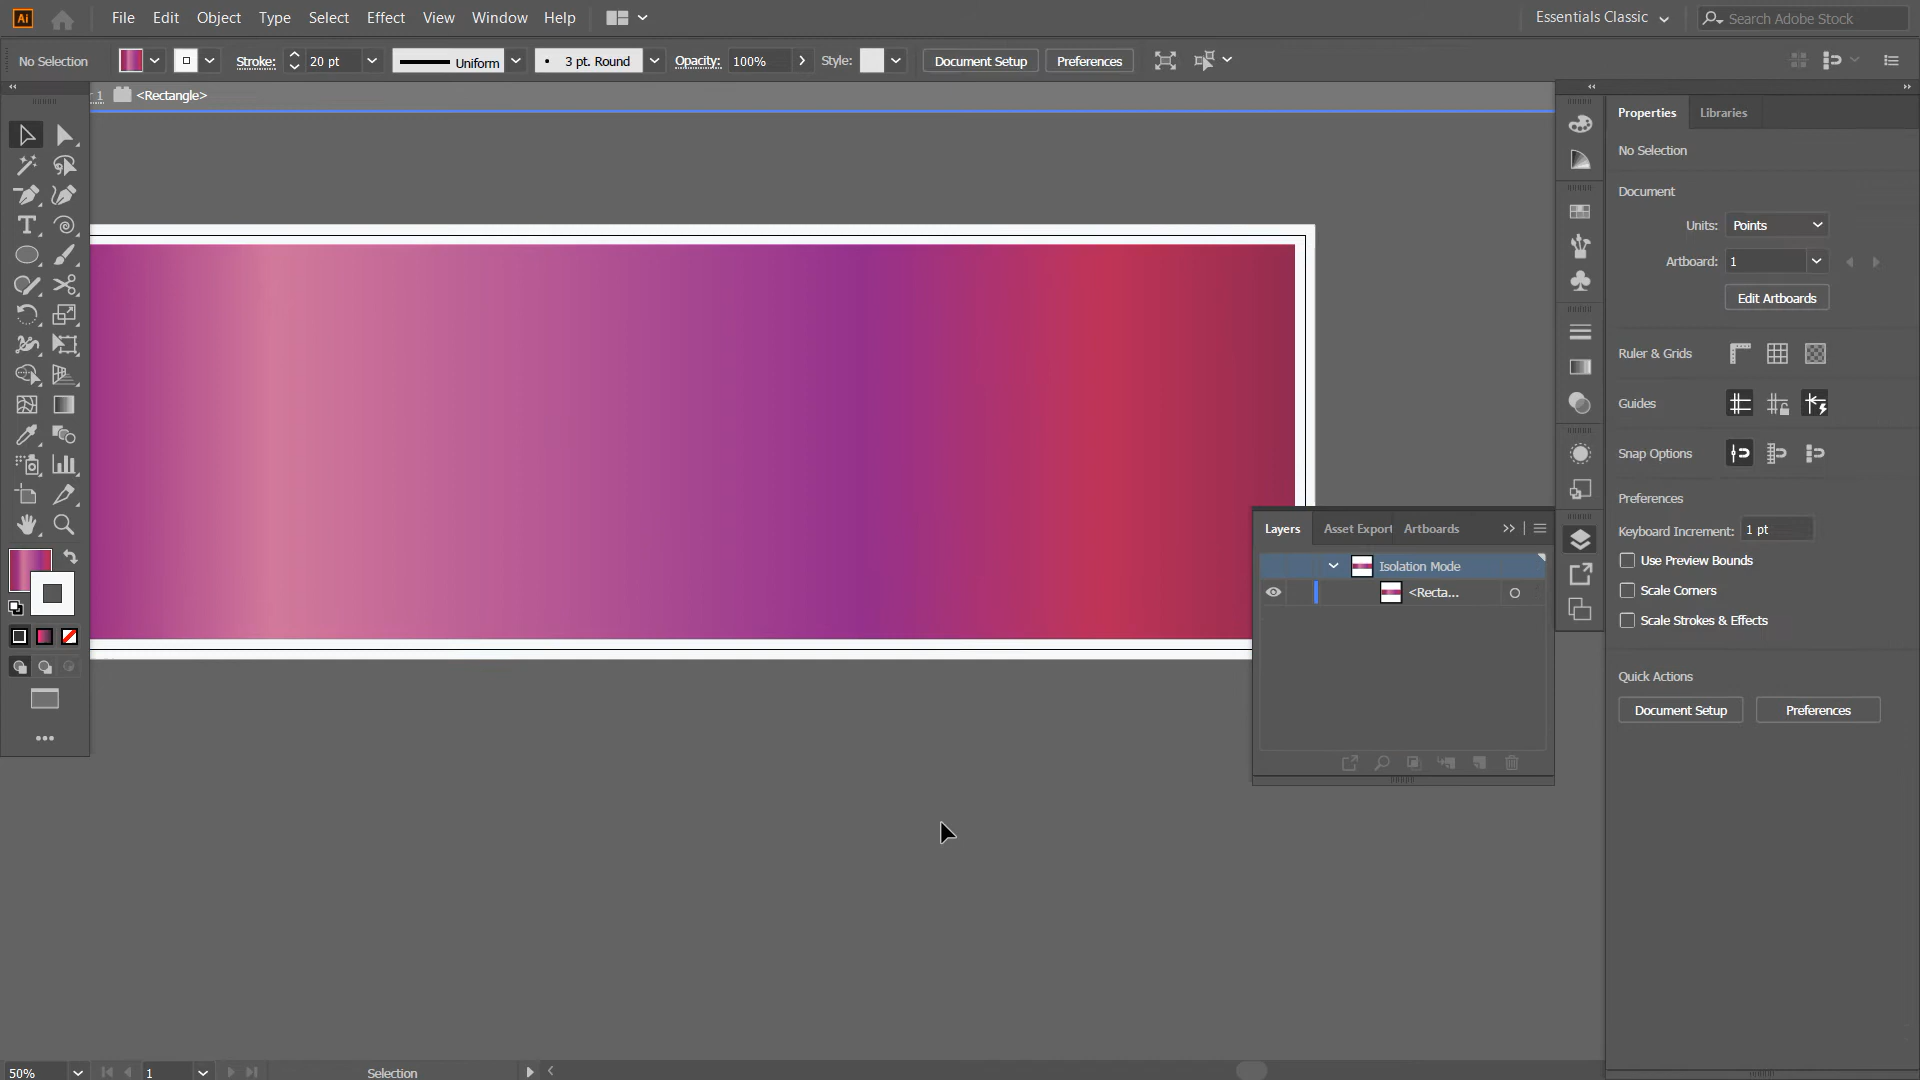 Ai File Edit Object Type Select Effect View Window Help Essentials Classic Search Adobe Stock
No Selection Stroke: 20 pt Uniform 3 pt. Round Opacity: 100% Style: Document Setup Preferences
1 <Rectangle>
Properties Libraries
No Selection
Document
Units: Points
Artboard: 1
Edit Artboards
Ruler & Grids
Guides
Snap Options
Preferences
Keyboard Increment: 1 pt
Use Preview Bounds
Scale Corners
Scale Strokes & Effects
Quick Actions
Document Setup Preferences
Layers Asset Export Artboards
Isolation Mode
<Recta...
50% 1 Selection